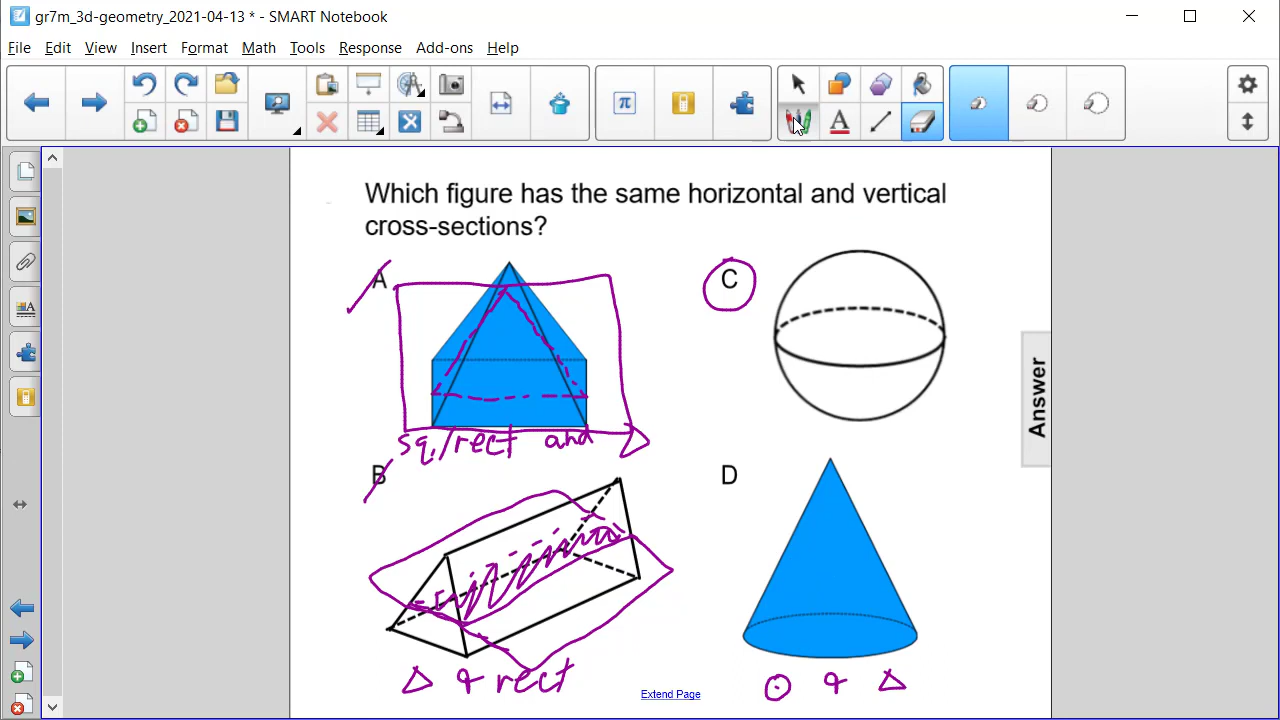 gr7m_3d-geometry_2021-04-13 * - SMART Notebook
File Edit View Insert Format Math Tools Response Add-ons Help
Which figure has the same horizontal and vertical
cross-sections?
A
C
sq./rect and
Answer
B
D
& rect
&
Extend Page